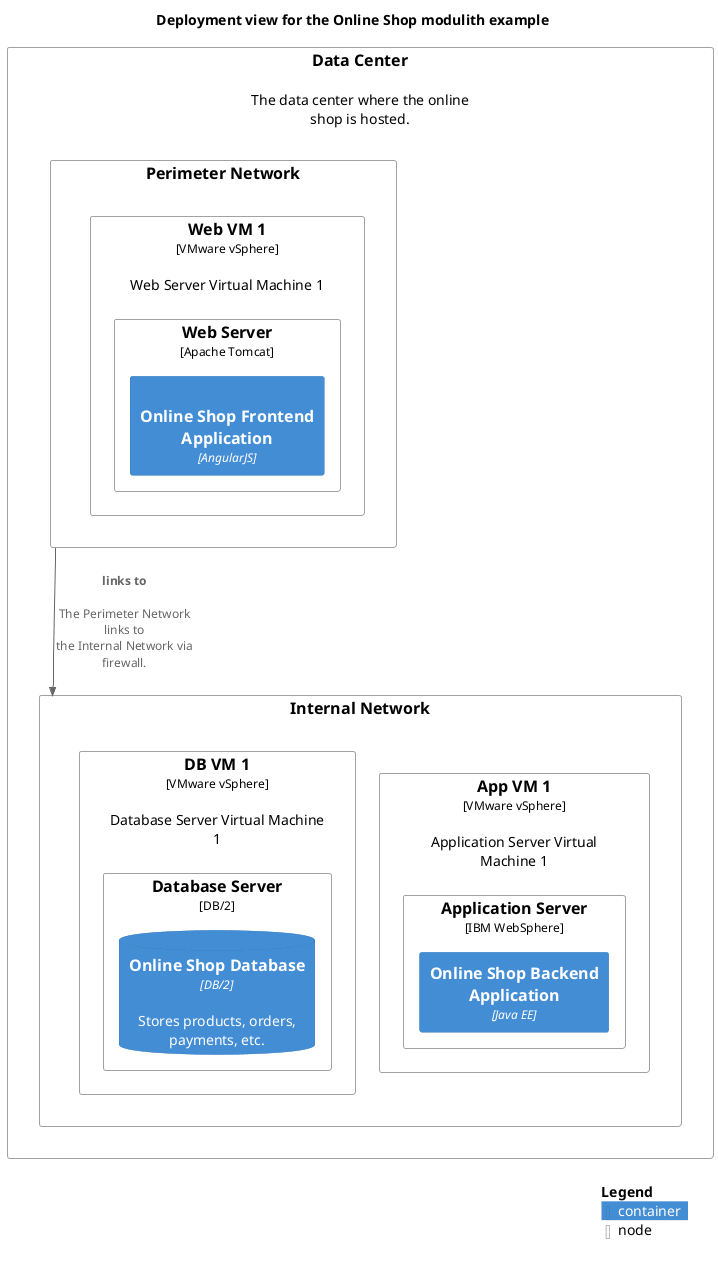 Deployment view for the Online Shop modulith example
Data Center
The data center where the online
shop is hosted.
Perimeter Network
Web VM 1
[VMware vSphere]
Web Server Virtual Machine 1
Web Server
[Apache Tomcat]
Online Shop Frontend
Application
[AngularJS]
links to
The Perimeter Network
links to
the Internal Network via
firewall.
Internal Network
DB VM 1
[VMware vSphere]
Database Server Virtual Machine
1
Database Server
[DB/2]
Online Shop Database
[DB/2]
Stores products, orders,
payments, etc.
App VM 1
[VMware vSphere]
Application Server Virtual
Machine 1
Application Server
[IBM WebSphere]
Online Shop Backend
Application
[Java EE]
Legend
container
node